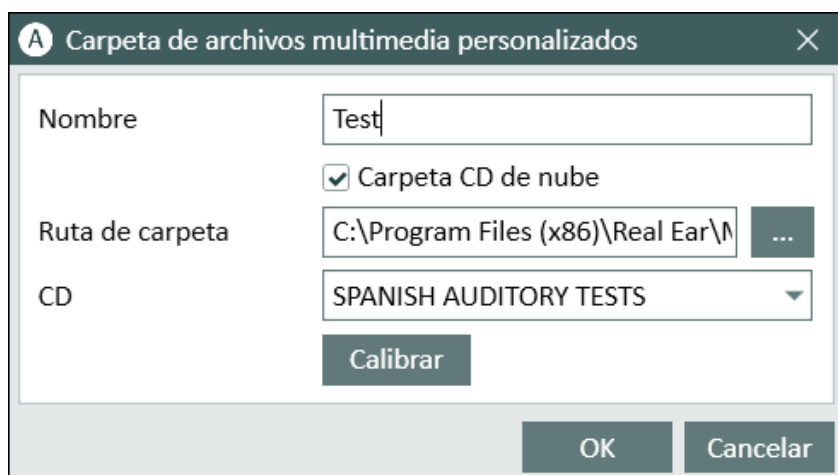 A Carpeta de archivos multimedia personalizados
Nombre Test
Carpeta CD de nube
Ruta de carpeta C:\Program Files (x86)\Real Ear\ ...
CD SPANISH AUDITORY TESTS
Calibrar
OK Cancelar